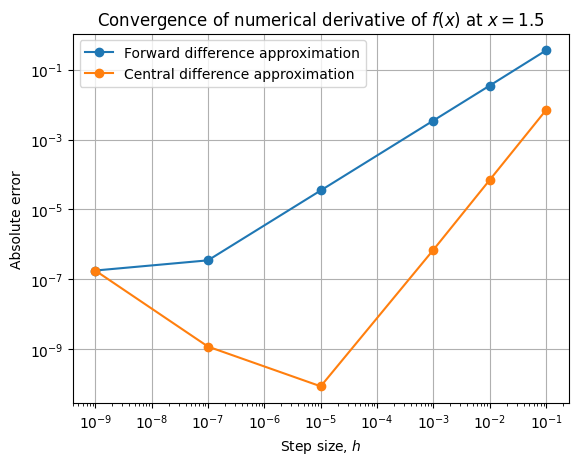 Convergence of numerical derivative of $f(x)$ at $x = 1.5$
Forward difference approximation
Central difference approximation
Absolute error
$10^{-1}$
$10^{-3}$
$10^{-5}$
$10^{-7}$
$10^{-9}$
$10^{-9}$ $10^{-8}$ $10^{-7}$ $10^{-6}$ $10^{-5}$ $10^{-4}$ $10^{-3}$ $10^{-2}$ $10^{-1}$
Step size, $h$